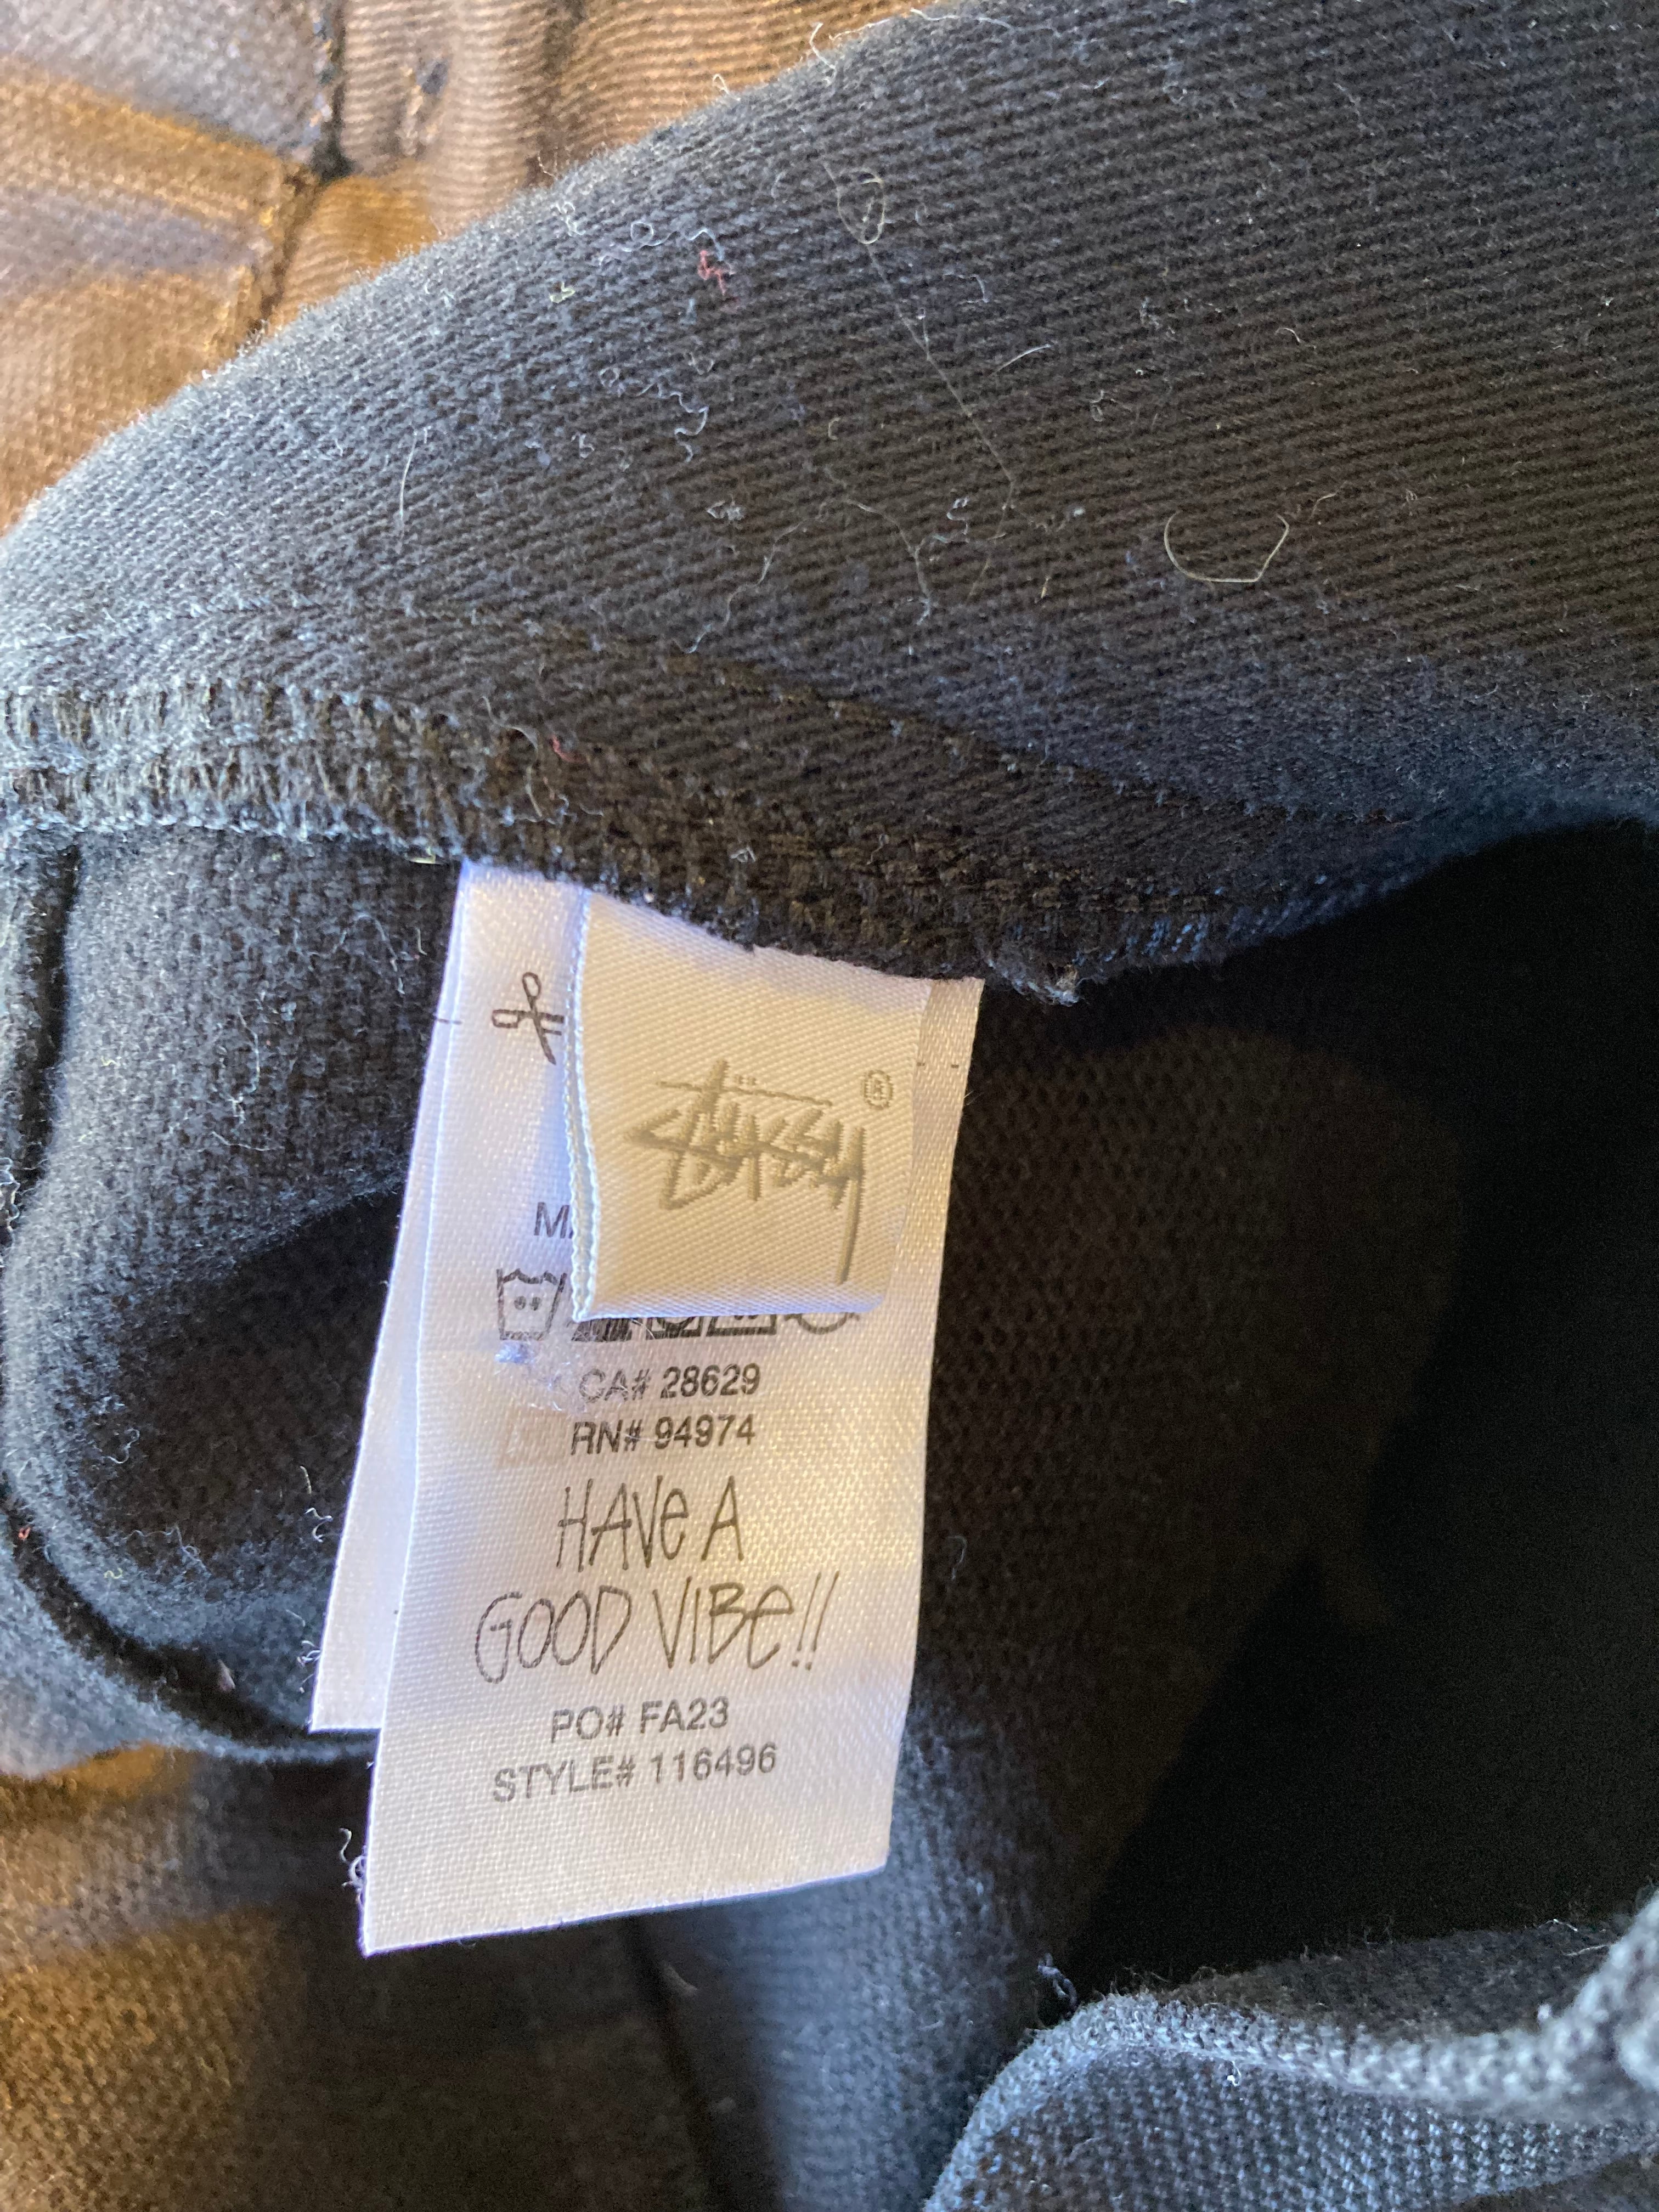 Stüssy ®
CA# 28629
RN# 94974
HAVE A
GOOD VIBE!!
PO# FA23
STYLE# 116496